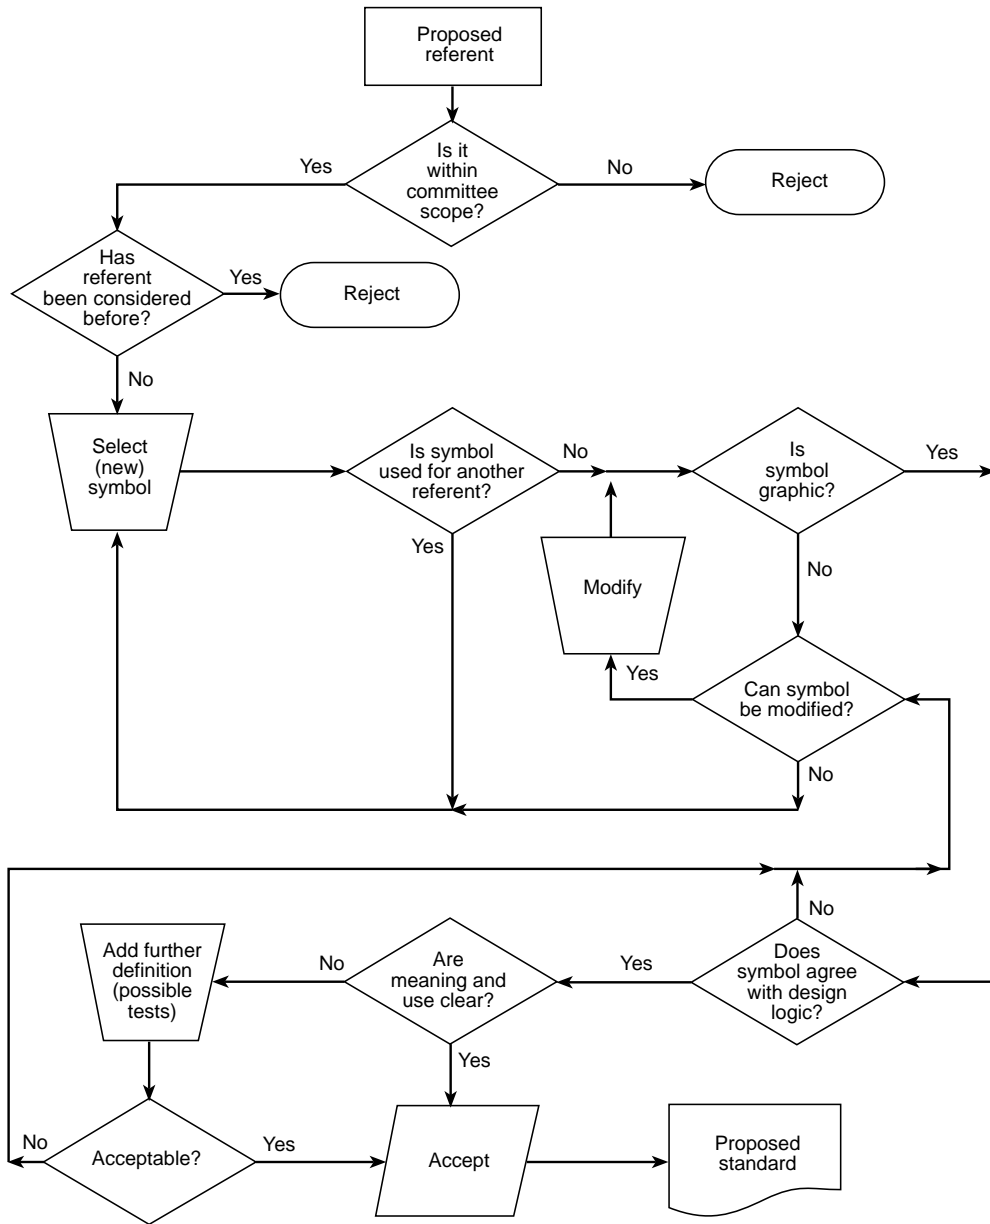 Proposed
referent
Is it
within
committee
scope?
Yes
No
Reject
Has
referent
been considered
before?
Yes
Reject
No
Select
(new)
symbol
Is symbol
used for another
referent?
No
Is
symbol
graphic?
Yes
Yes
Modify
No
Yes
Can symbol
be modified?
No
No
Add further
definition
(possible
tests)
No
Are
meaning and
use clear?
Yes
Does
symbol agree
with design
logic?
Yes
No
Acceptable?
Yes
Accept
Proposed
standard